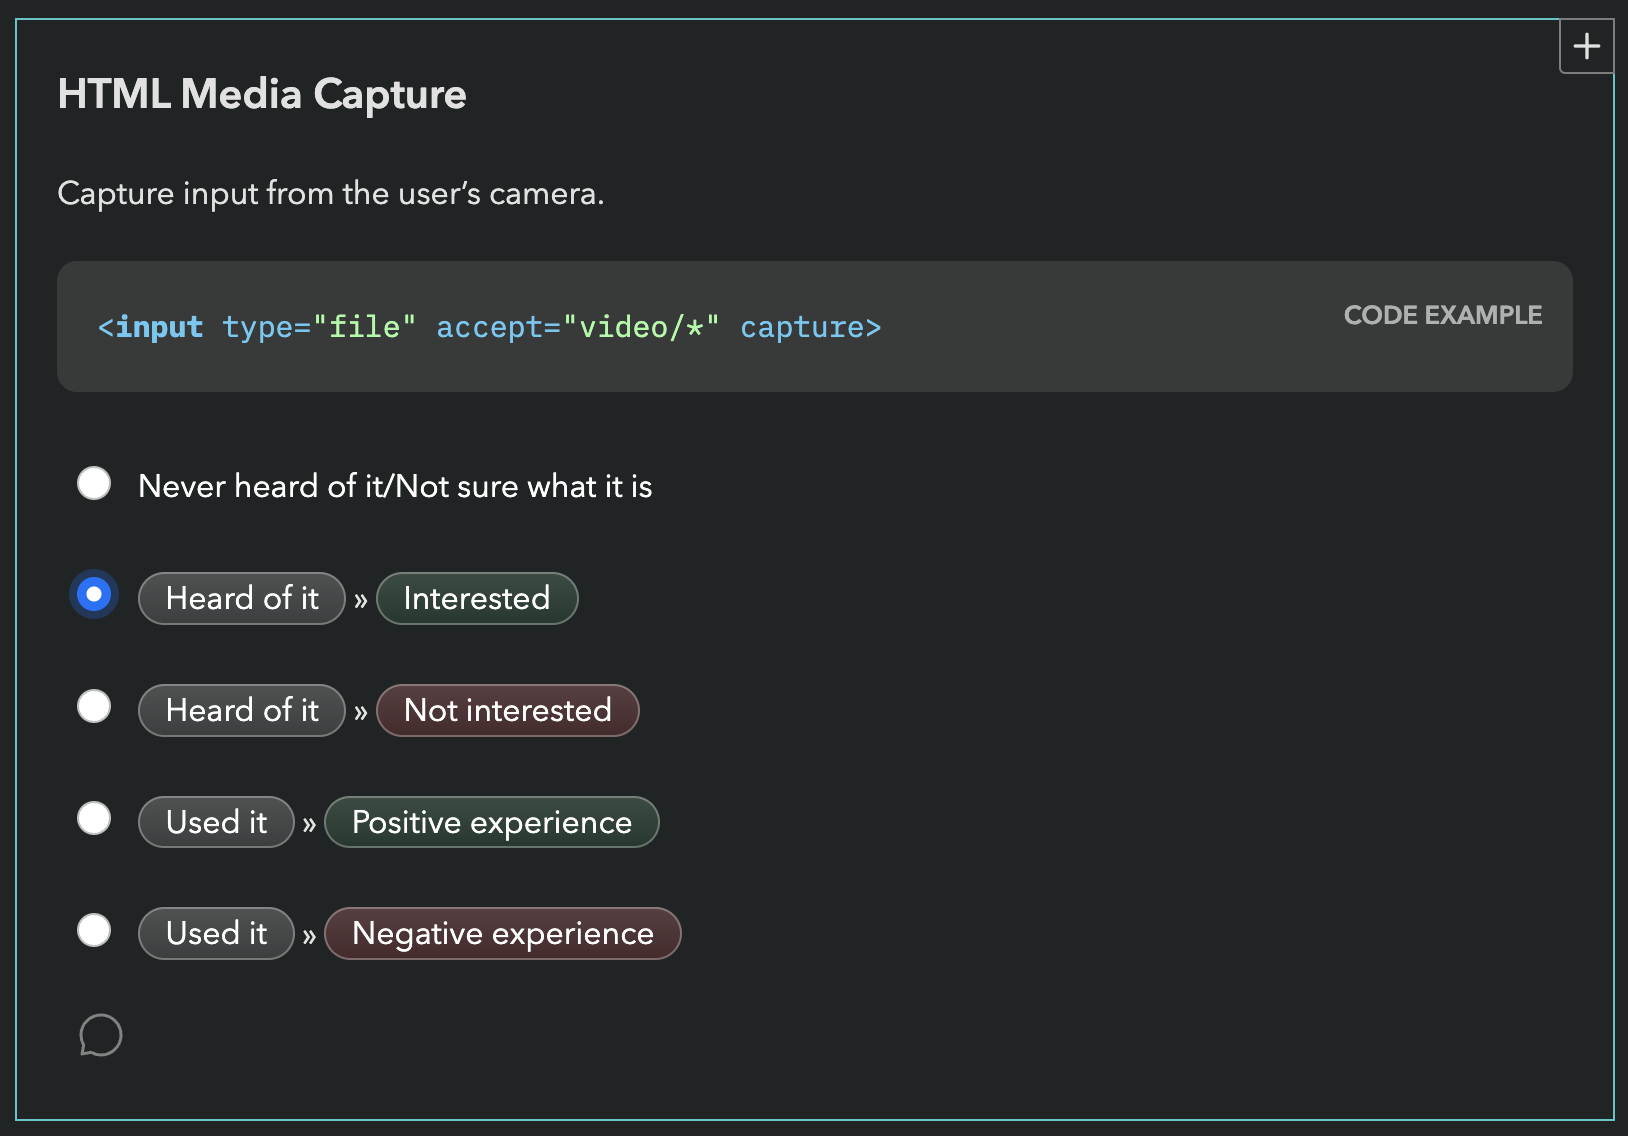 HTML Media Capture
Capture input from the user’s camera.
CODE EXAMPLE
<input type="file" accept="video/*" capture>
Never heard of it/Not sure what it is
Heard of it » Interested
Heard of it » Not interested
Used it » Positive experience
Used it » Negative experience